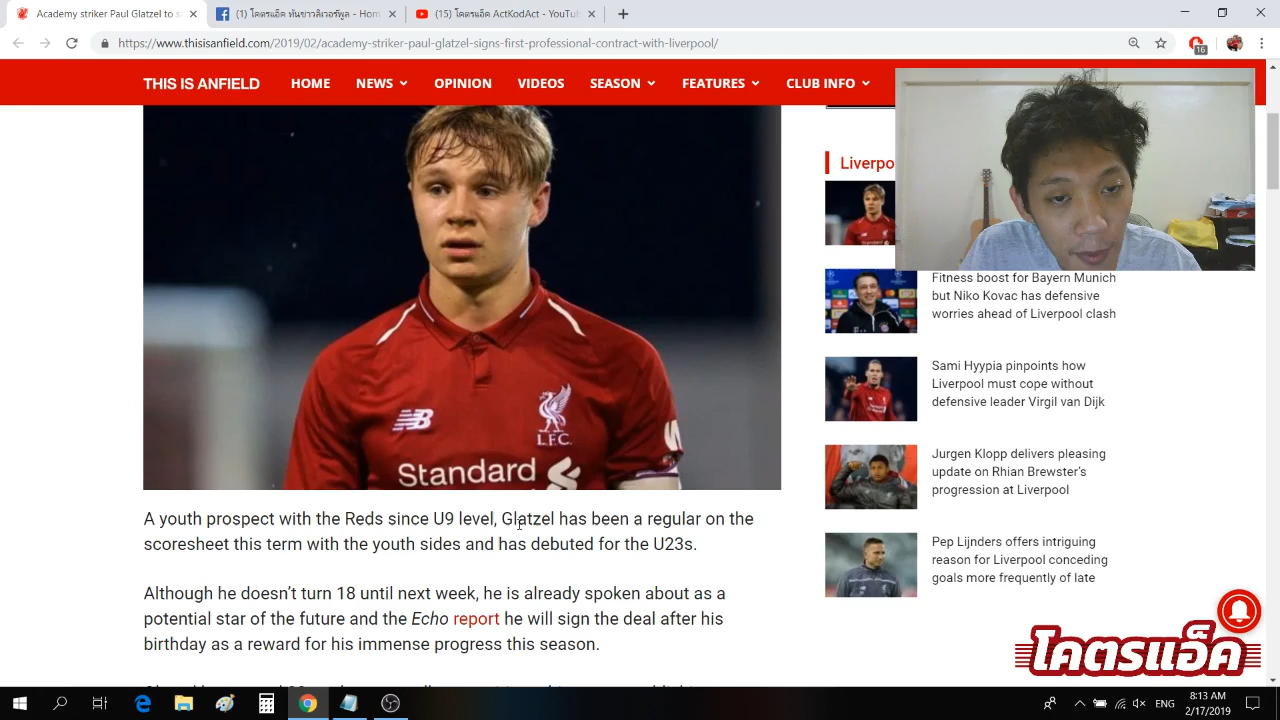 Academy striker Paul Glatzel to s
(1) โคตรแอ็ค ทันข่าวลิเวอร์พูล - Hom
(15) โคตรแอ็ค ActKodAct - YouTub
https://www.thisisanfield.com/2019/02/academy-striker-paul-glatzel-signs-first-professional-contract-with-liverpool/
16
THIS IS ANFIELD
HOME
NEWS
OPINION
VIDEOS
SEASON
FEATURES
CLUB INFO
L.F.C.
Standard
A youth prospect with the Reds since U9 level, Glatzel has been a regular on the
scoresheet this term with the youth sides and has debuted for the U23s.
Although he doesn’t turn 18 until next week, he is already spoken about as a
potential star of the future and the Echo report he will sign the deal after his
birthday as a reward for his immense progress this season.
Liverpo
Fitness boost for Bayern Munich
but Niko Kovac has defensive
worries ahead of Liverpool clash
Sami Hyypia pinpoints how
Liverpool must cope without
defensive leader Virgil van Dijk
Jurgen Klopp delivers pleasing
update on Rhian Brewster’s
progression at Liverpool
Pep Lijnders offers intriguing
reason for Liverpool conceding
goals more frequently of late
โคตรแอ็ค
ENG
8:13 AM
2/17/2019